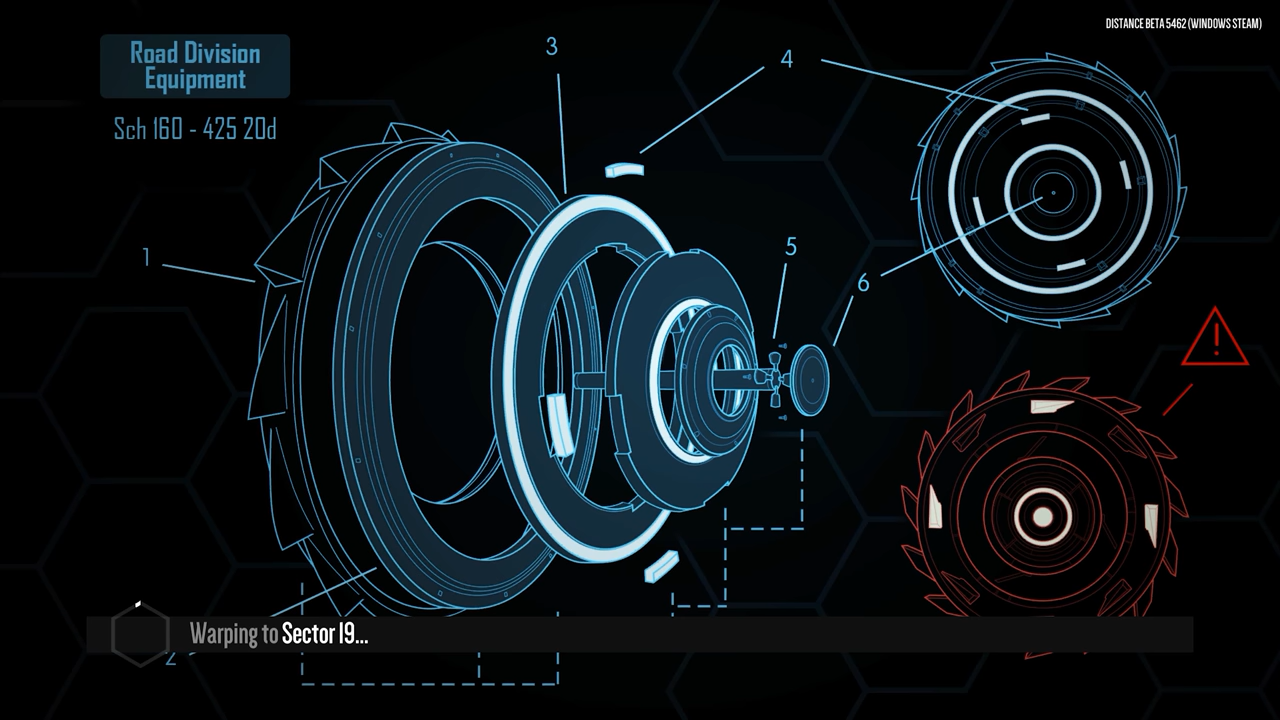 DISTANCE BETA 5462 (WINDOWS STEAM)
Road Division
Equipment
Sch 160 - 425 20d
3
4
1
5
6
Warping to Sector 19...
2